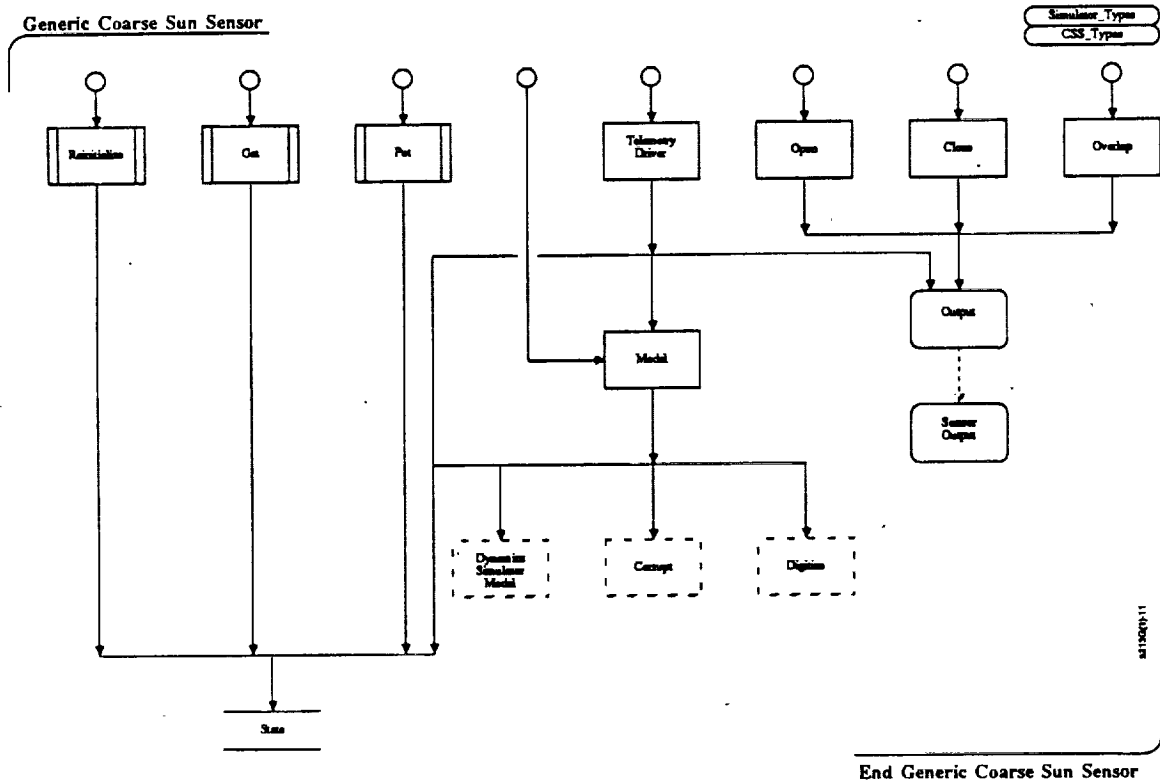 Generic Coarse Sun Sensor
Simulator_Types
CSS_Types
Reinitialize
Get
Put
Telemetry
Driver
Open
Close
Overlap
Output
Model
Sensor
Output
Dynamics
Simulator
Model
Corrupt
Digitize
State
End Generic Coarse Sun Sensor